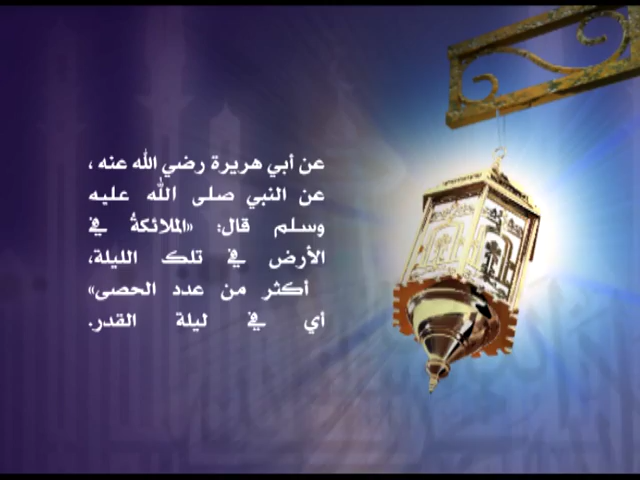 عن أبي هريرة رضي الله عنه ،
عن النبي صلى الله عليه
وسلم قال: «الملائكةُ في
الأرض في تلك الليلة،
أكثر من عدد الحصى»
أي في ليلة القدر.